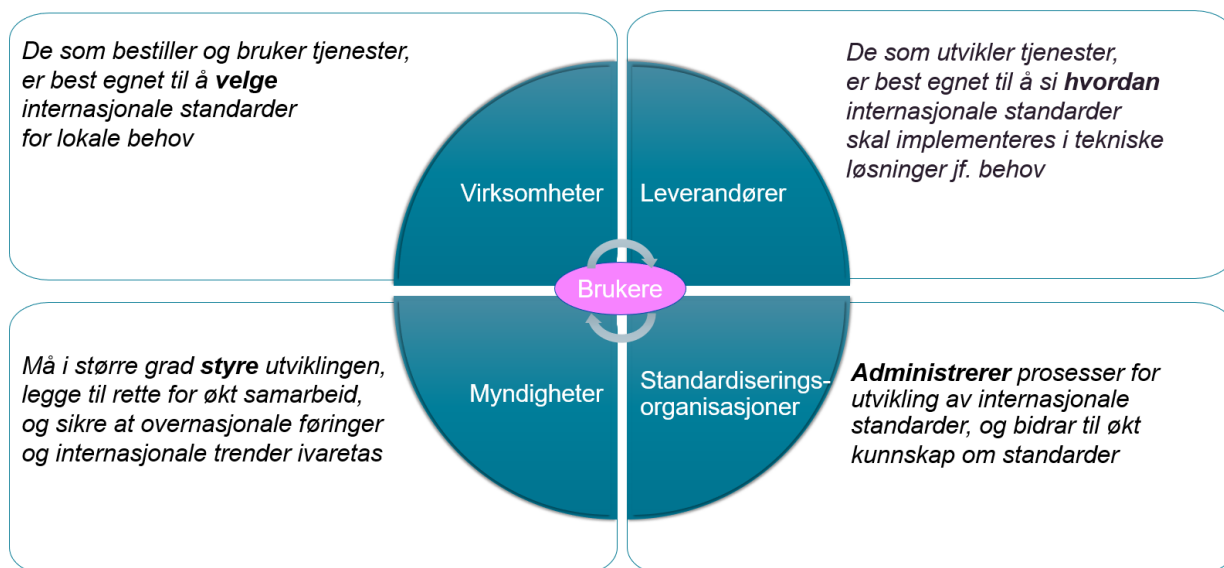 De som bestiller og bruker tjenester,
er best egnet til å velge
internasjonale standarder
for lokale behov
De som utvikler tjenester,
er best egnet til å si hvordan
internasjonale standarder
skal implementeres i tekniske
løsninger jf. behov
Virksomheter
Leverandører
Brukere
Må i større grad styre utviklingen,
legge til rette for økt samarbeid,
og sikre at overnasjonale føringer
og internasjonale trender ivaretas
Myndigheter
Standardiserings-
organisasjoner
Administrerer prosesser for
utvikling av internasjonale
standarder, og bidrar til økt
kunnskap om standarder